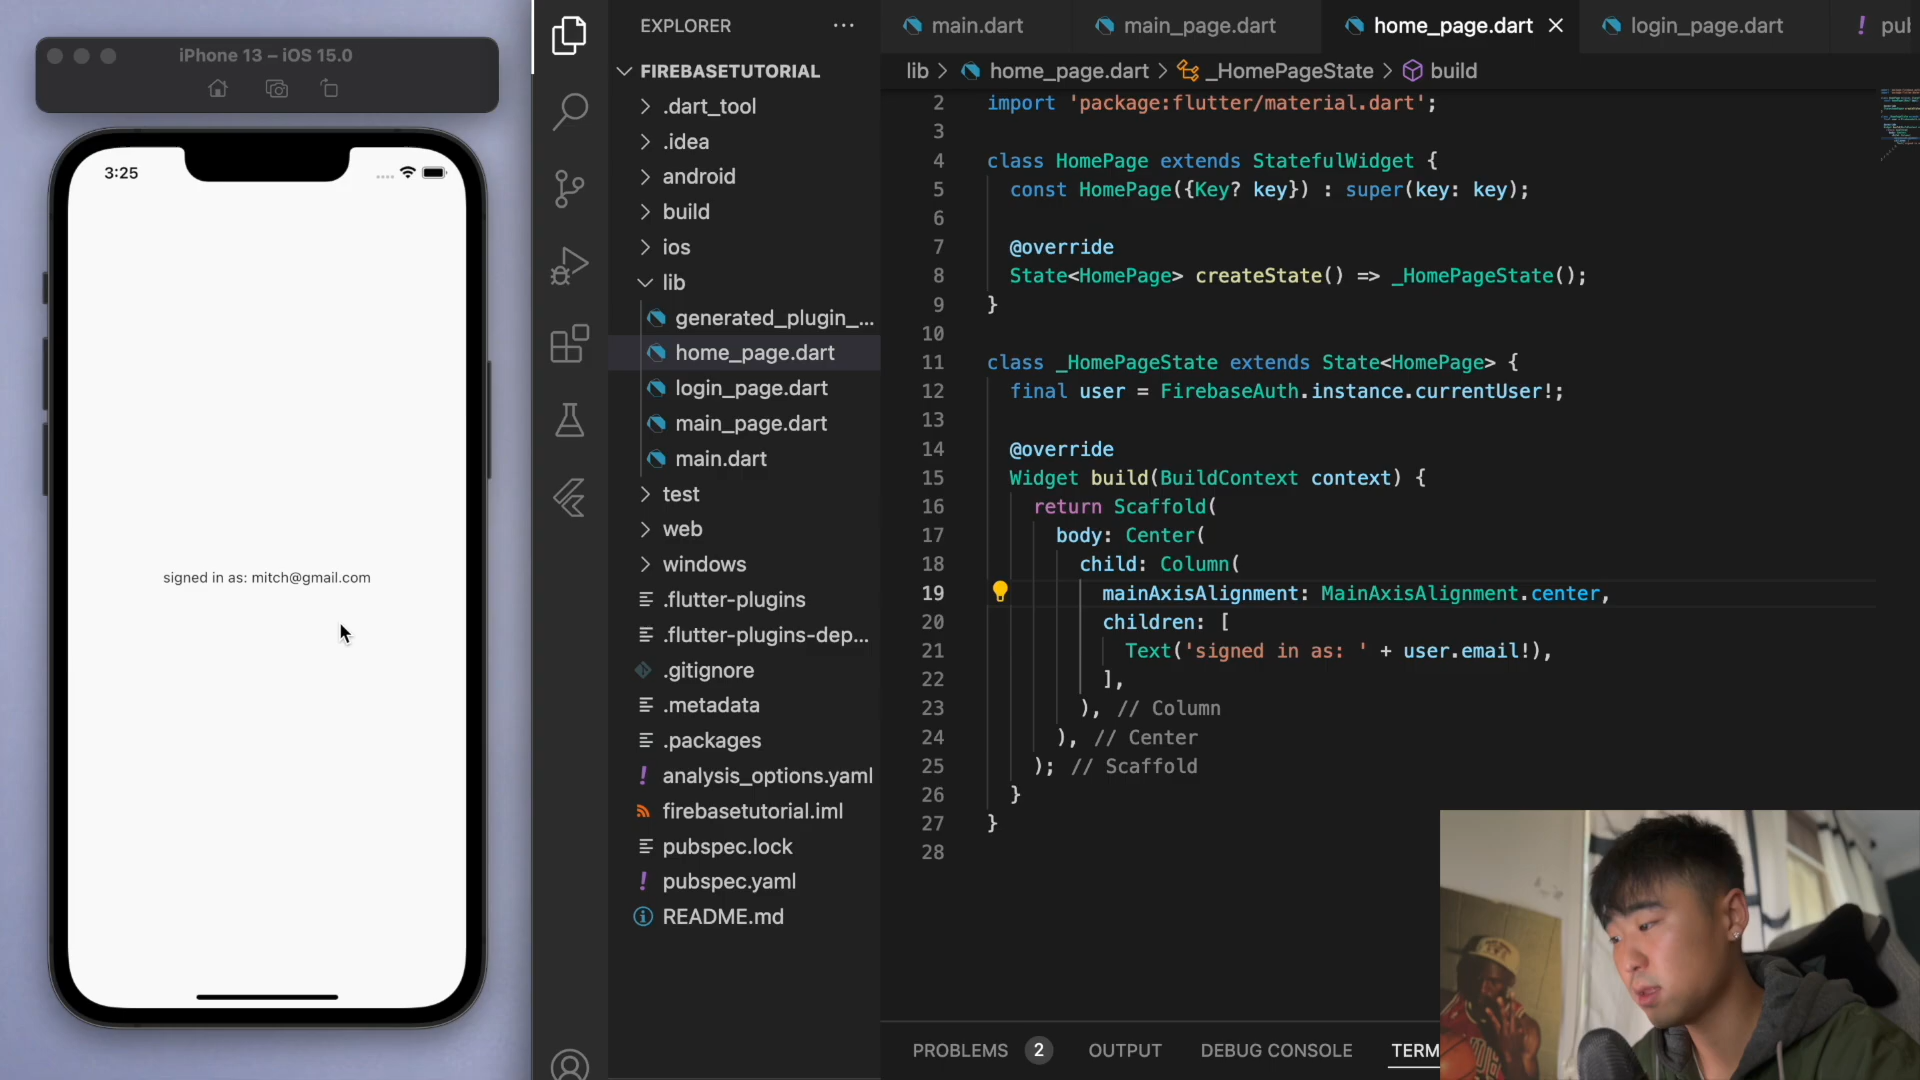 iPhone 13 – iOS 15.0
3:25
signed in as: mitch@gmail.com
EXPLORER
FIREBASETUTORIAL
.dart_tool
.idea
android
build
ios
lib
generated_plugin_...
home_page.dart
login_page.dart
main_page.dart
main.dart
test
web
windows
.flutter-plugins
.flutter-plugins-dep...
.gitignore
.metadata
.packages
analysis_options.yaml
firebasetutorial.iml
pubspec.lock
pubspec.yaml
README.md
main.dart
main_page.dart
home_page.dart
login_page.dart
! pu
lib > home_page.dart > _HomePageState > build
2 import 'package:flutter/material.dart';
3
4 class HomePage extends StatefulWidget {
5 const HomePage({Key? key}) : super(key: key);
6
7 @override
8 State<HomePage> createState() => _HomePageState();
9 }
10
11 class _HomePageState extends State<HomePage> {
12 final user = FirebaseAuth.instance.currentUser!;
13
14 @override
15 Widget build(BuildContext context) {
16 return Scaffold(
17 body: Center(
18 child: Column(
19 mainAxisAlignment: MainAxisAlignment.center,
20 children: [
21 Text('signed in as: ' + user.email!),
22 ],
23 ), // Column
24 ), // Center
25 ); // Scaffold
26 }
27 }
28
PROBLEMS 2 OUTPUT DEBUG CONSOLE TERM